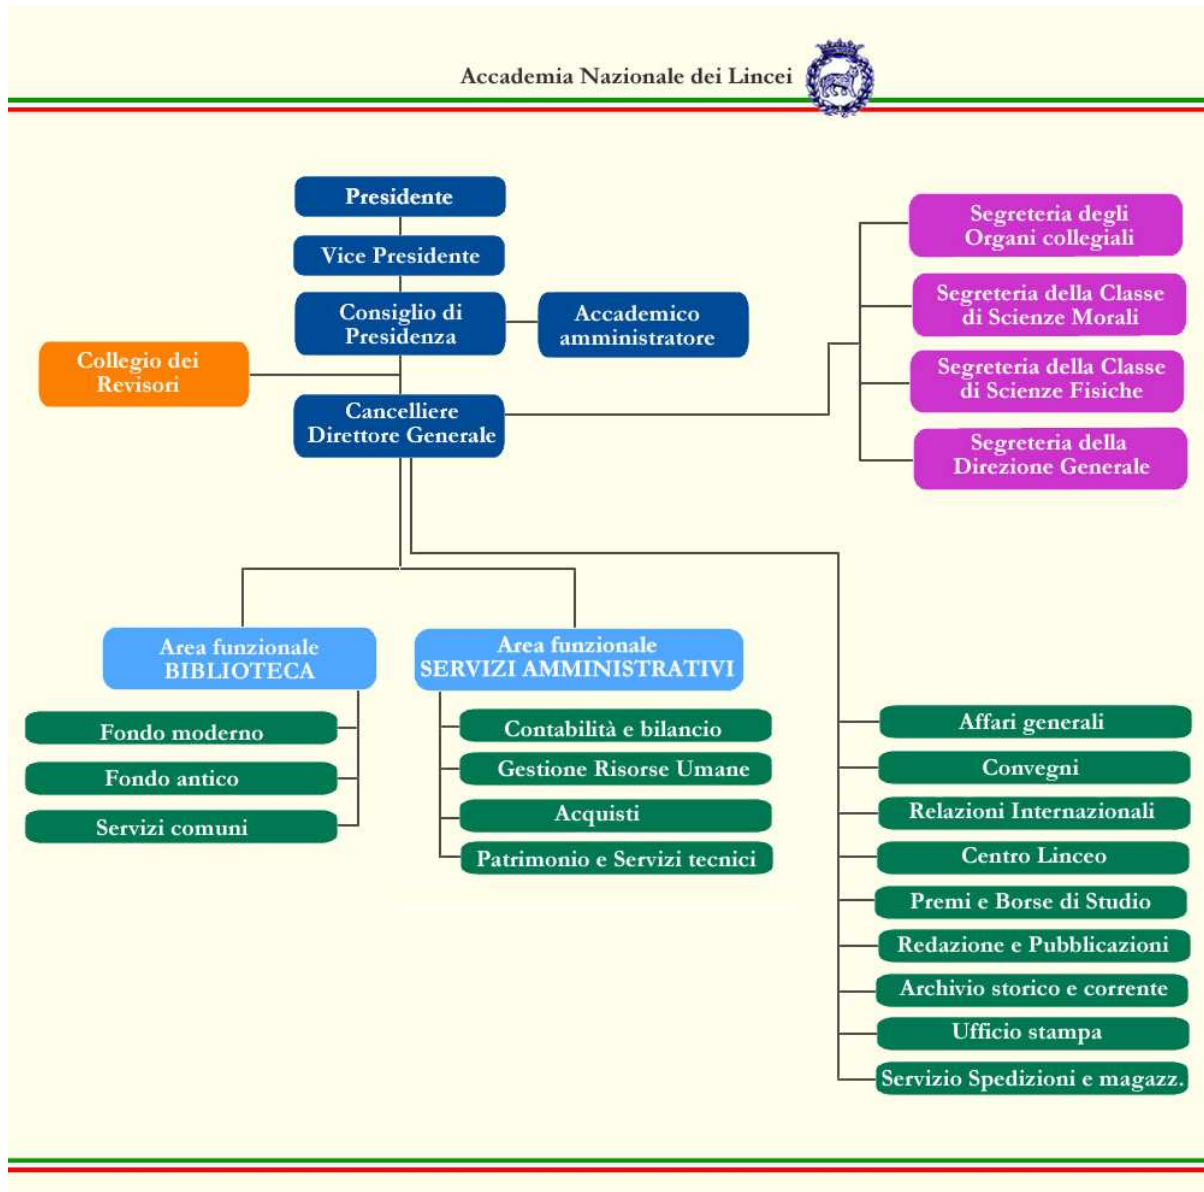 Accademia Nazionale dei Lincei
Presidente
Vice Presidente
Consiglio di
Presidenza
Accademico
amministratore
Collegio dei
Revisori
Cancelliere
Direttore Generale
Segreteria degli
Organi collegiali
Segreteria della Classe
di Scienze Morali
Segreteria della Classe
di Scienze Fisiche
Segreteria della
Direzione Generale
Area funzionale
BIBLIOTECA
Fondo moderno
Fondo antico
Servizi comuni
Area funzionale
SERVIZI AMMINISTRATIVI
Contabilità e bilancio
Gestione Risorse Umane
Acquisti
Patrimonio e Servizi tecnici
Affari generali
Convegni
Relazioni Internazionali
Centro Linceo
Premi e Borse di Studio
Redazione e Pubblicazioni
Archivio storico e corrente
Ufficio stampa
Servizio Spedizioni e magazz.